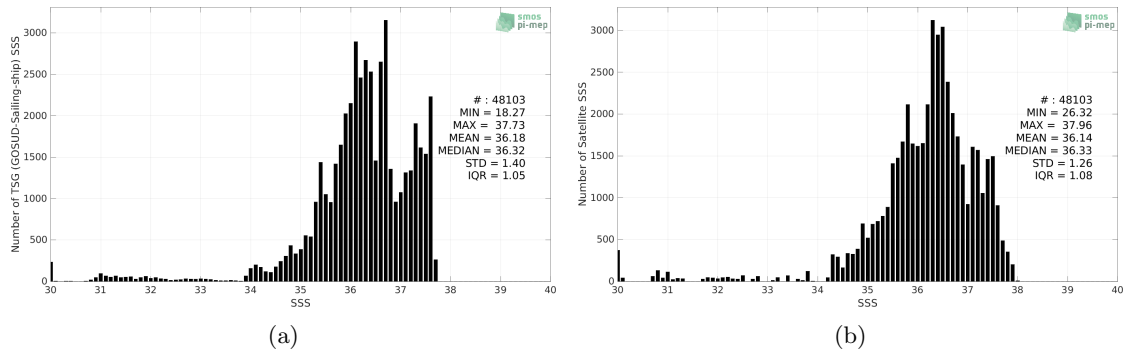 smos
pi-mep
Number of TSG (GOSUD-Sailing-ship) SSS
3000
2500
2000
1500
1000
500
0
# : 48103
MIN = 18.27
MAX = 37.73
MEAN = 36.18
MEDIAN = 36.32
STD = 1.40
IQR = 1.05
30 31 32 33 34 35 36 37 38 39 40
SSS
(a)
smos
pi-mep
Number of Satellite SSS
3000
2500
2000
1500
1000
500
0
# : 48103
MIN = 26.32
MAX = 37.96
MEAN = 36.14
MEDIAN = 36.33
STD = 1.26
IQR = 1.08
30 31 32 33 34 35 36 37 38 39 40
SSS
(b)